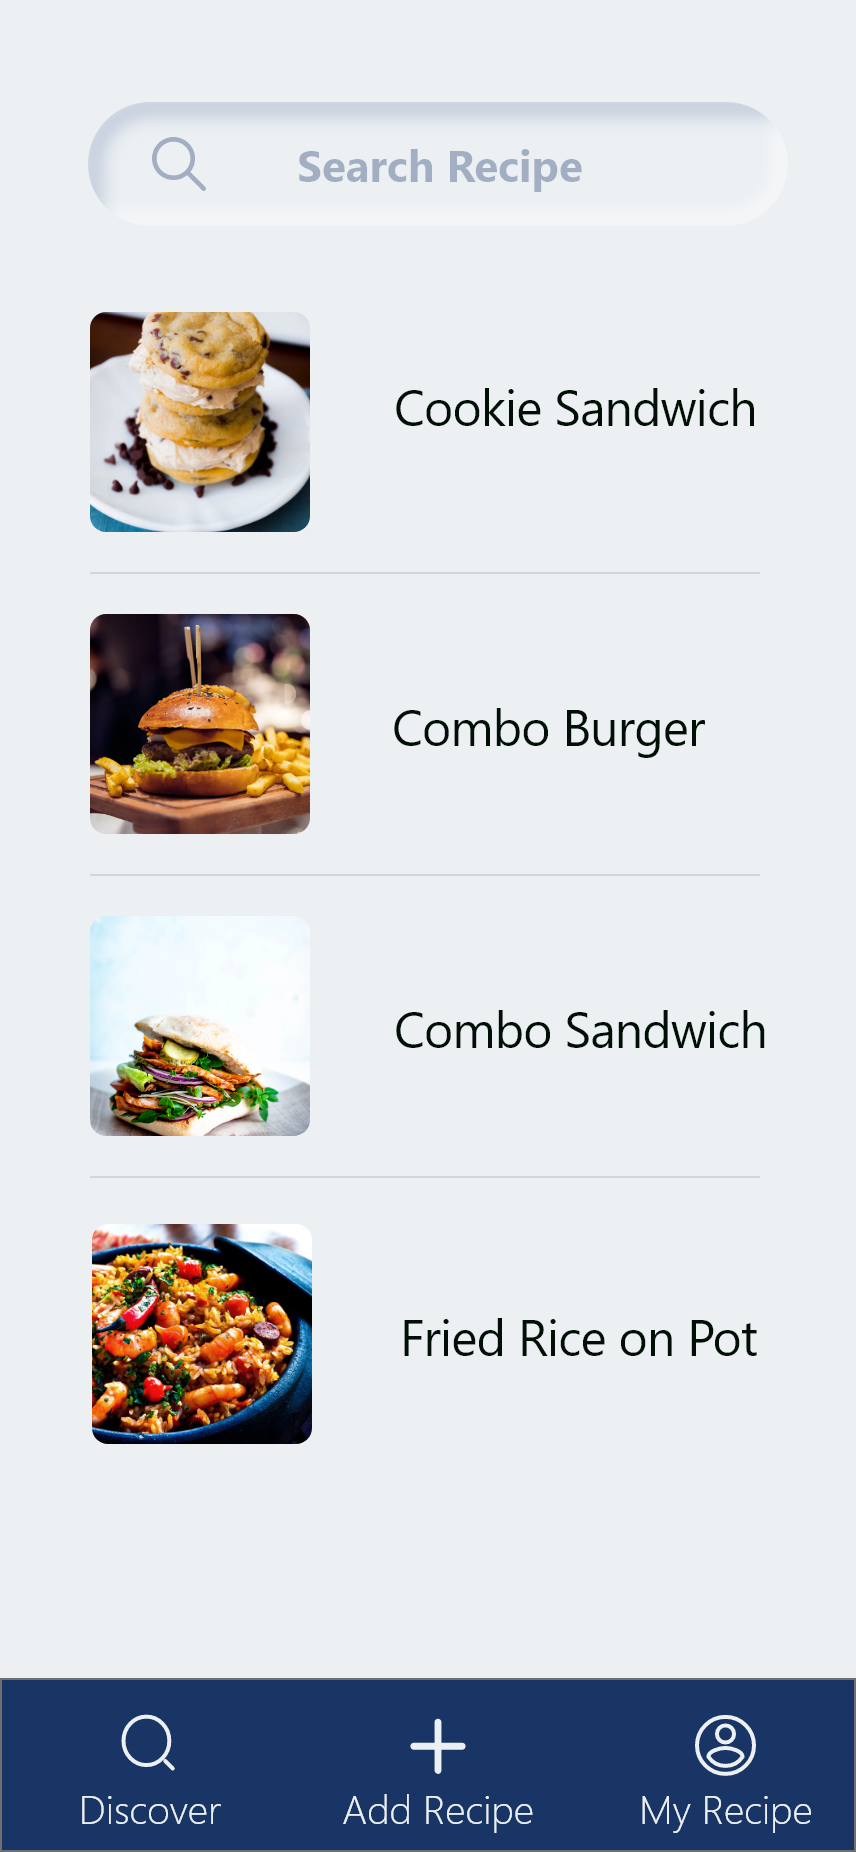 Search Recipe
Cookie Sandwich
Combo Burger
Combo Sandwich
Fried Rice on Pot
Discover
Add Recipe
My Recipe